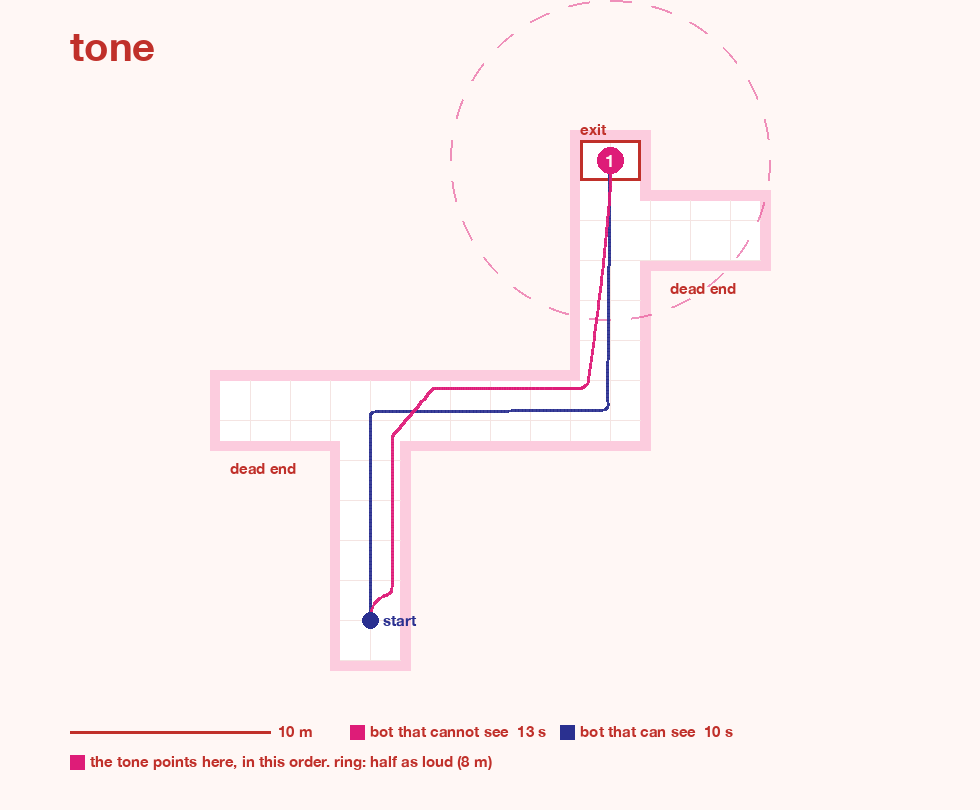 tone
exit
1
dead end
dead end
start
10 m
bot that cannot see 13 s
bot that can see 10 s
the tone points here, in this order. ring: half as loud (8 m)